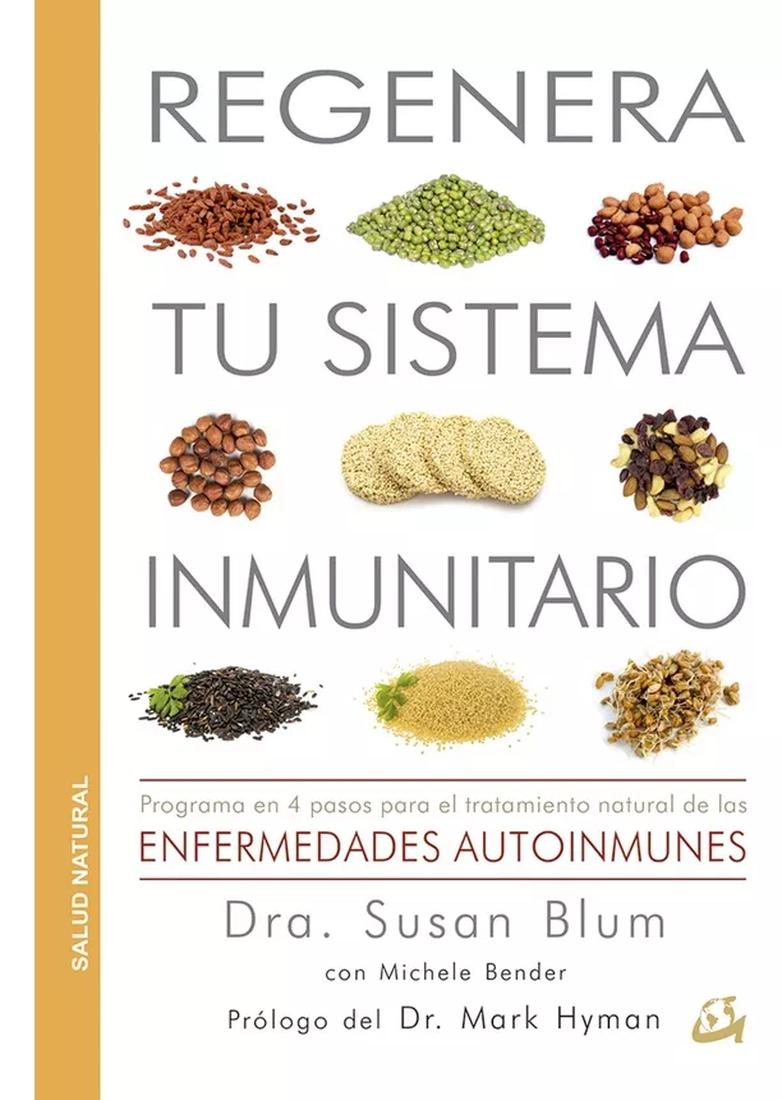 REGENERA
TU SISTEMA
INMUNITARIO
Programa en 4 pasos para el tratamiento natural de las
ENFERMEDADES AUTOINMUNES
Dra. Susan Blum
con Michele Bender
Prólogo del Dr. Mark Hyman
SALUD NATURAL